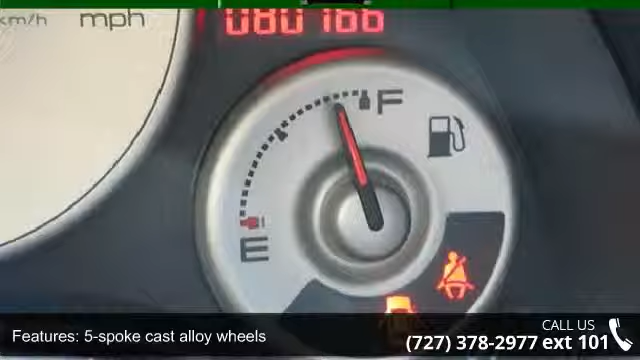 km/h mph
080166
F
E
Features: 5-spoke cast alloy wheels
CALL US
(727) 378-2977 ext 101